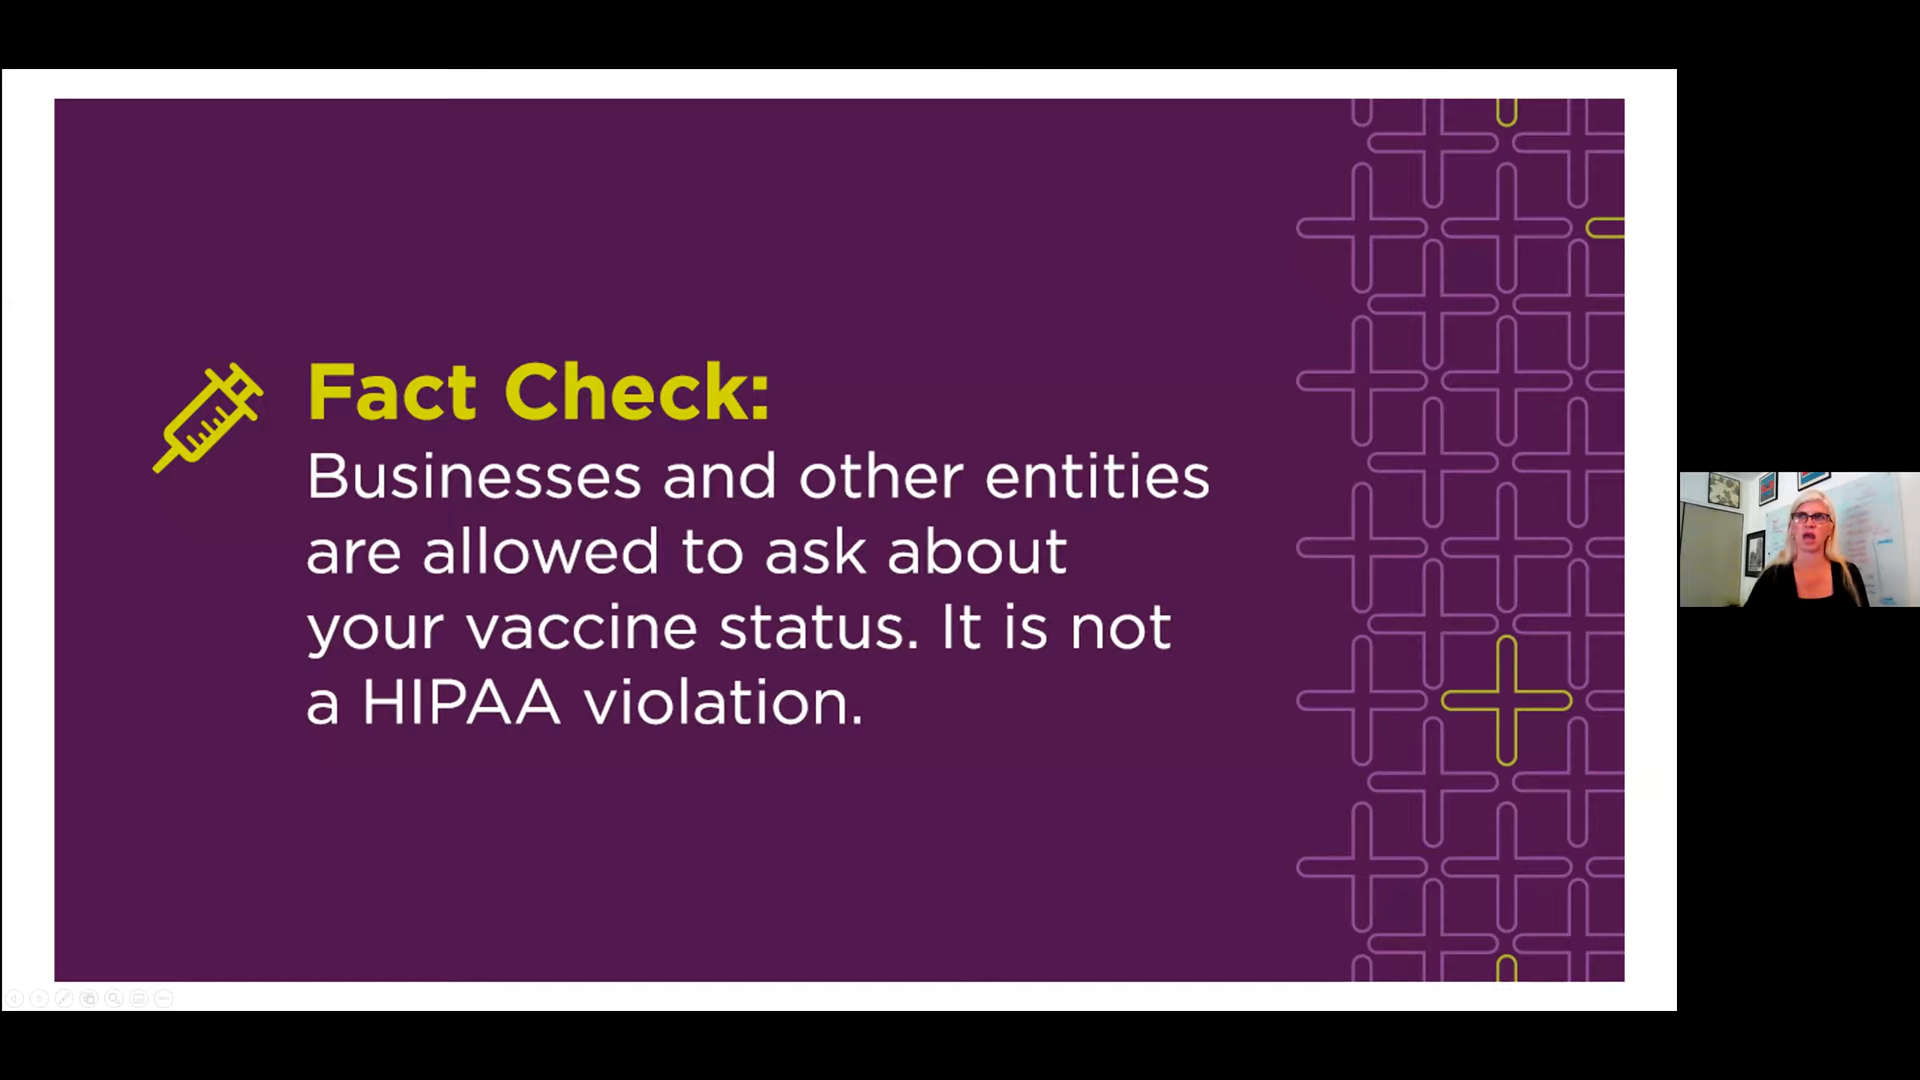 Fact Check:
Businesses and other entities
are allowed to ask about
your vaccine status. It is not
a HIPAA violation.